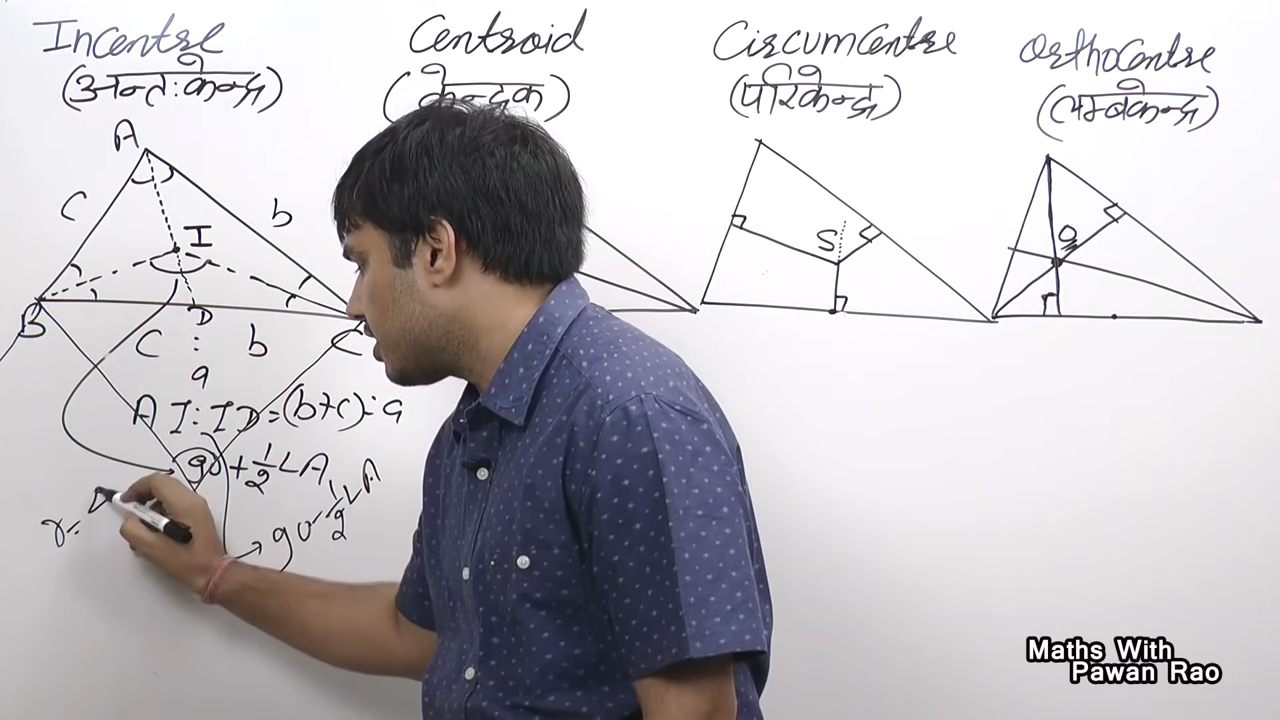 Incentre
(अन्तः केन्द्र)
Centroid
(केन्द्रक)
Circumcentre
(परिकेन्द्र)
Orthocentre
(लम्बकेन्द्र)
A
c
b
I
B
D
C
c : b
a
AI : ID = (b+c) : a
90 + 1/2 ∠A
90 - 1/2 ∠A
r = Δ
S
O
Maths With
Pawan Rao